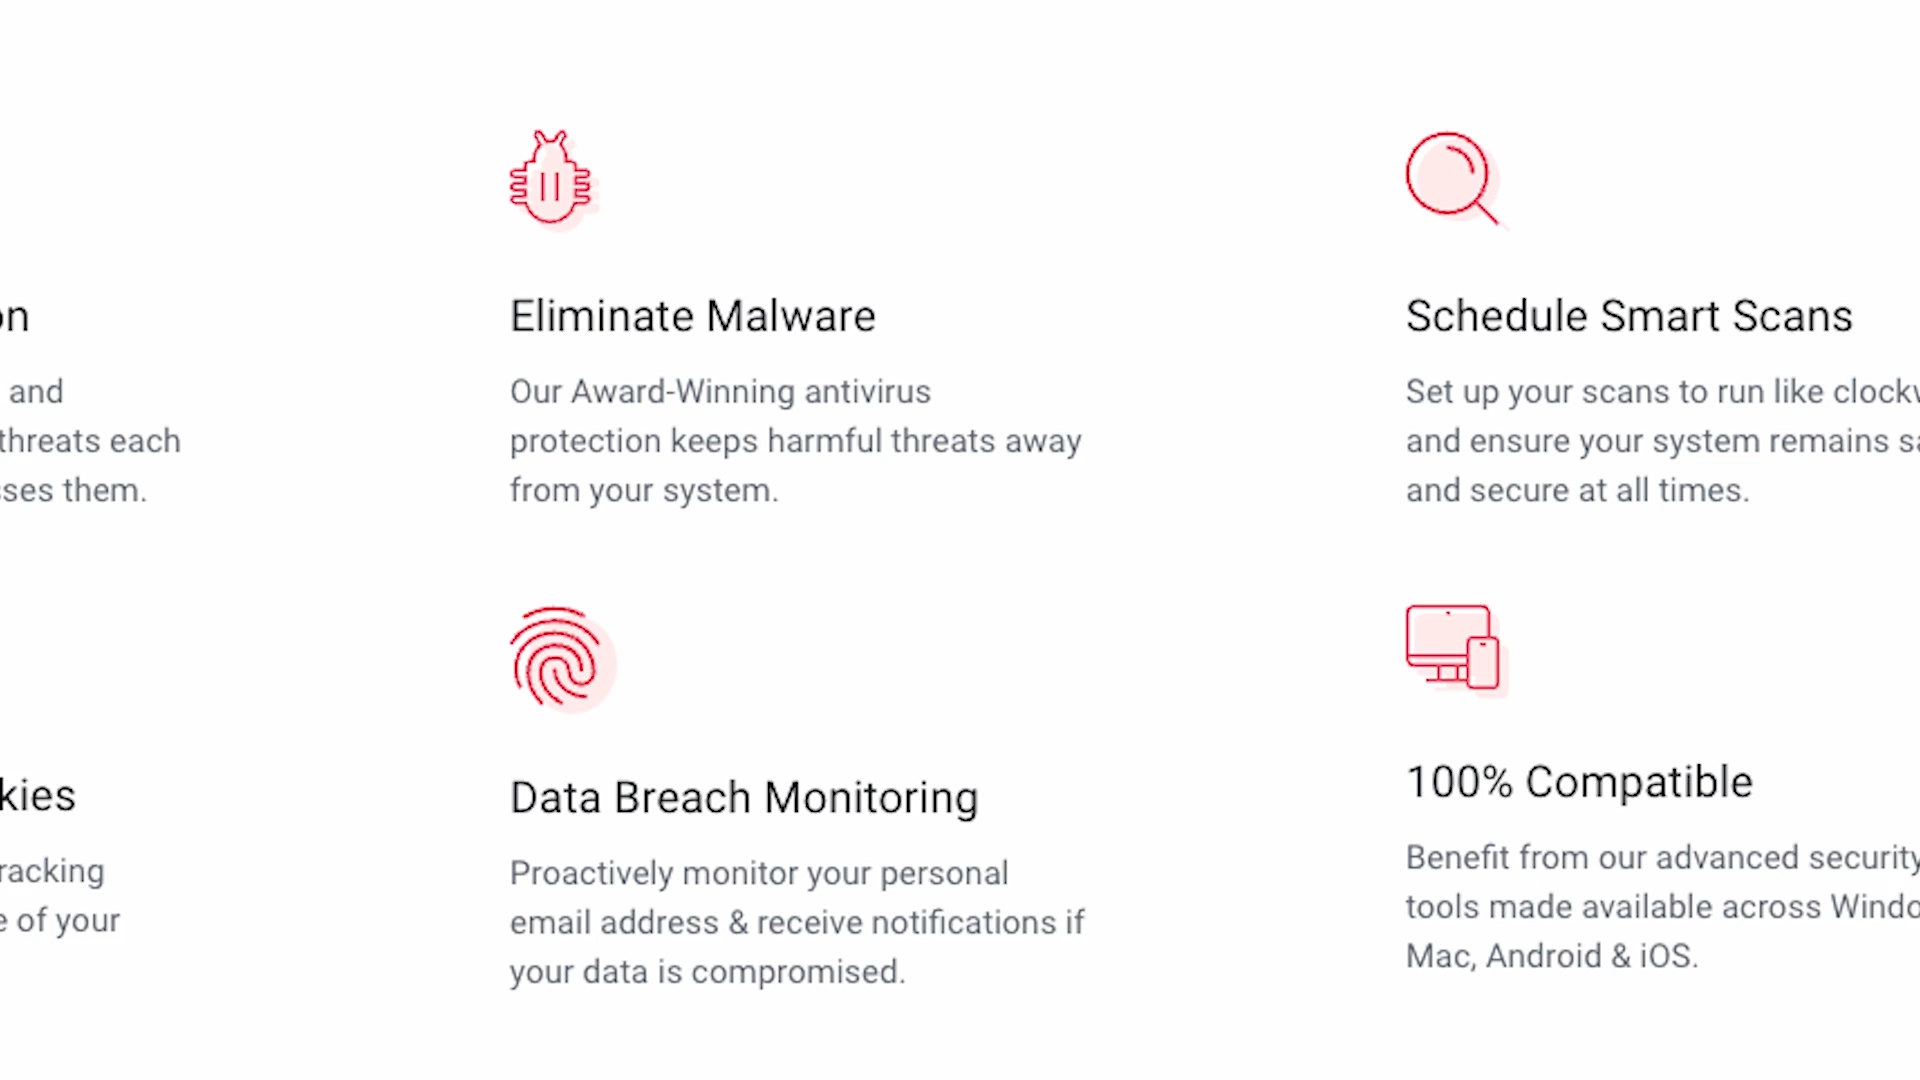 on
and
threats each
sses them.
Eliminate Malware
Our Award-Winning antivirus
protection keeps harmful threats away
from your system.
Schedule Smart Scans
Set up your scans to run like clockw
and ensure your system remains sa
and secure at all times.
kies
racking
e of your
Data Breach Monitoring
Proactively monitor your personal
email address & receive notifications if
your data is compromised.
100% Compatible
Benefit from our advanced security
tools made available across Windo
Mac, Android & iOS.